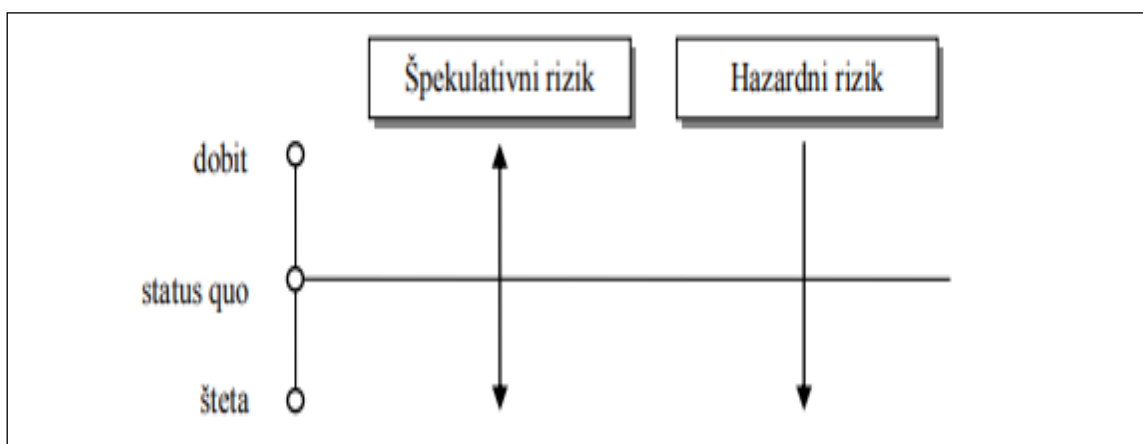 Špekulativni rizik
Hazardni rizik
dobit
status quo
šteta